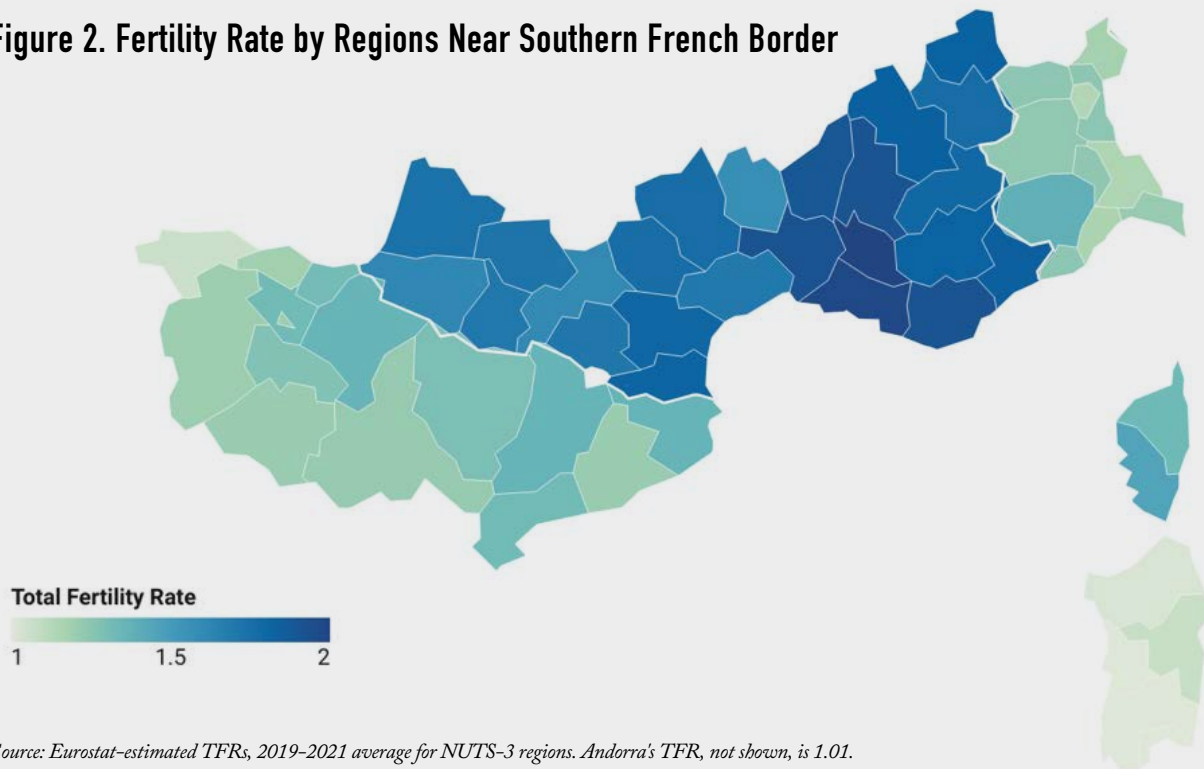 Figure 2. Fertility Rate by Regions Near Southern French Border
Total Fertility Rate
1 1.5 2
Source: Eurostat-estimated TFRs, 2019-2021 average for NUTS-3 regions. Andorra's TFR, not shown, is 1.01.